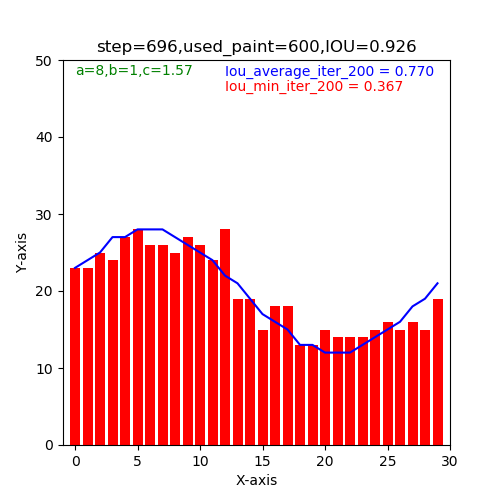 step=696,used_paint=600,IOU=0.926
a=8,b=1,c=1.57
Iou_average_iter_200 = 0.770
Iou_min_iter_200 = 0.367
50
40
30
20
10
0
Y-axis
0 5 10 15 20 25 30
X-axis